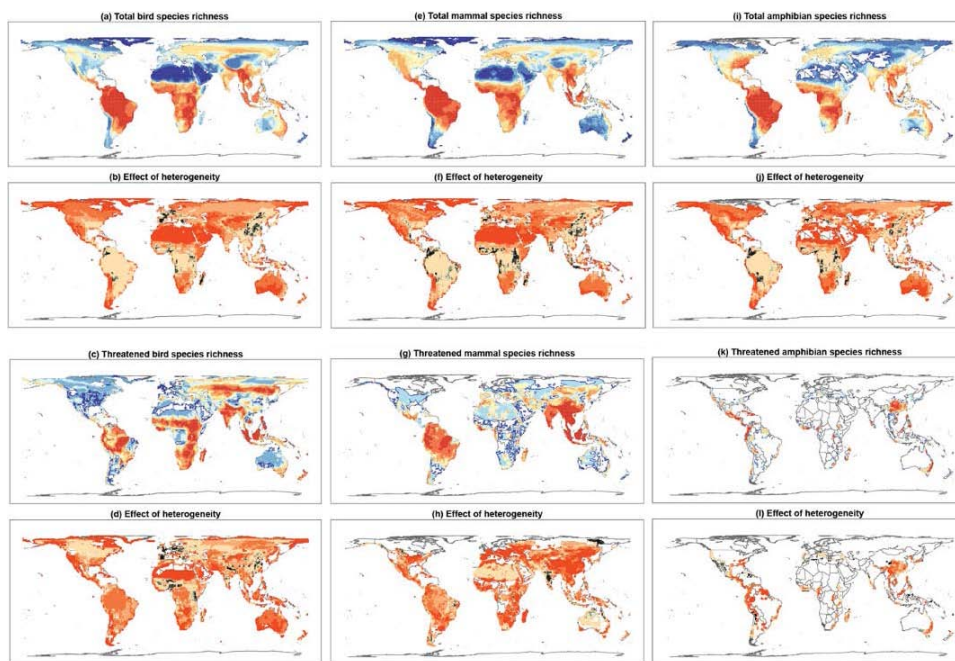 (a) Total bird species richness
(e) Total mammal species richness
(i) Total amphibian species richness
(b) Effect of heterogeneity
(f) Effect of heterogeneity
(j) Effect of heterogeneity
(c) Threatened bird species richness
(g) Threatened mammal species richness
(k) Threatened amphibian species richness
(d) Effect of heterogeneity
(h) Effect of heterogeneity
(l) Effect of heterogeneity